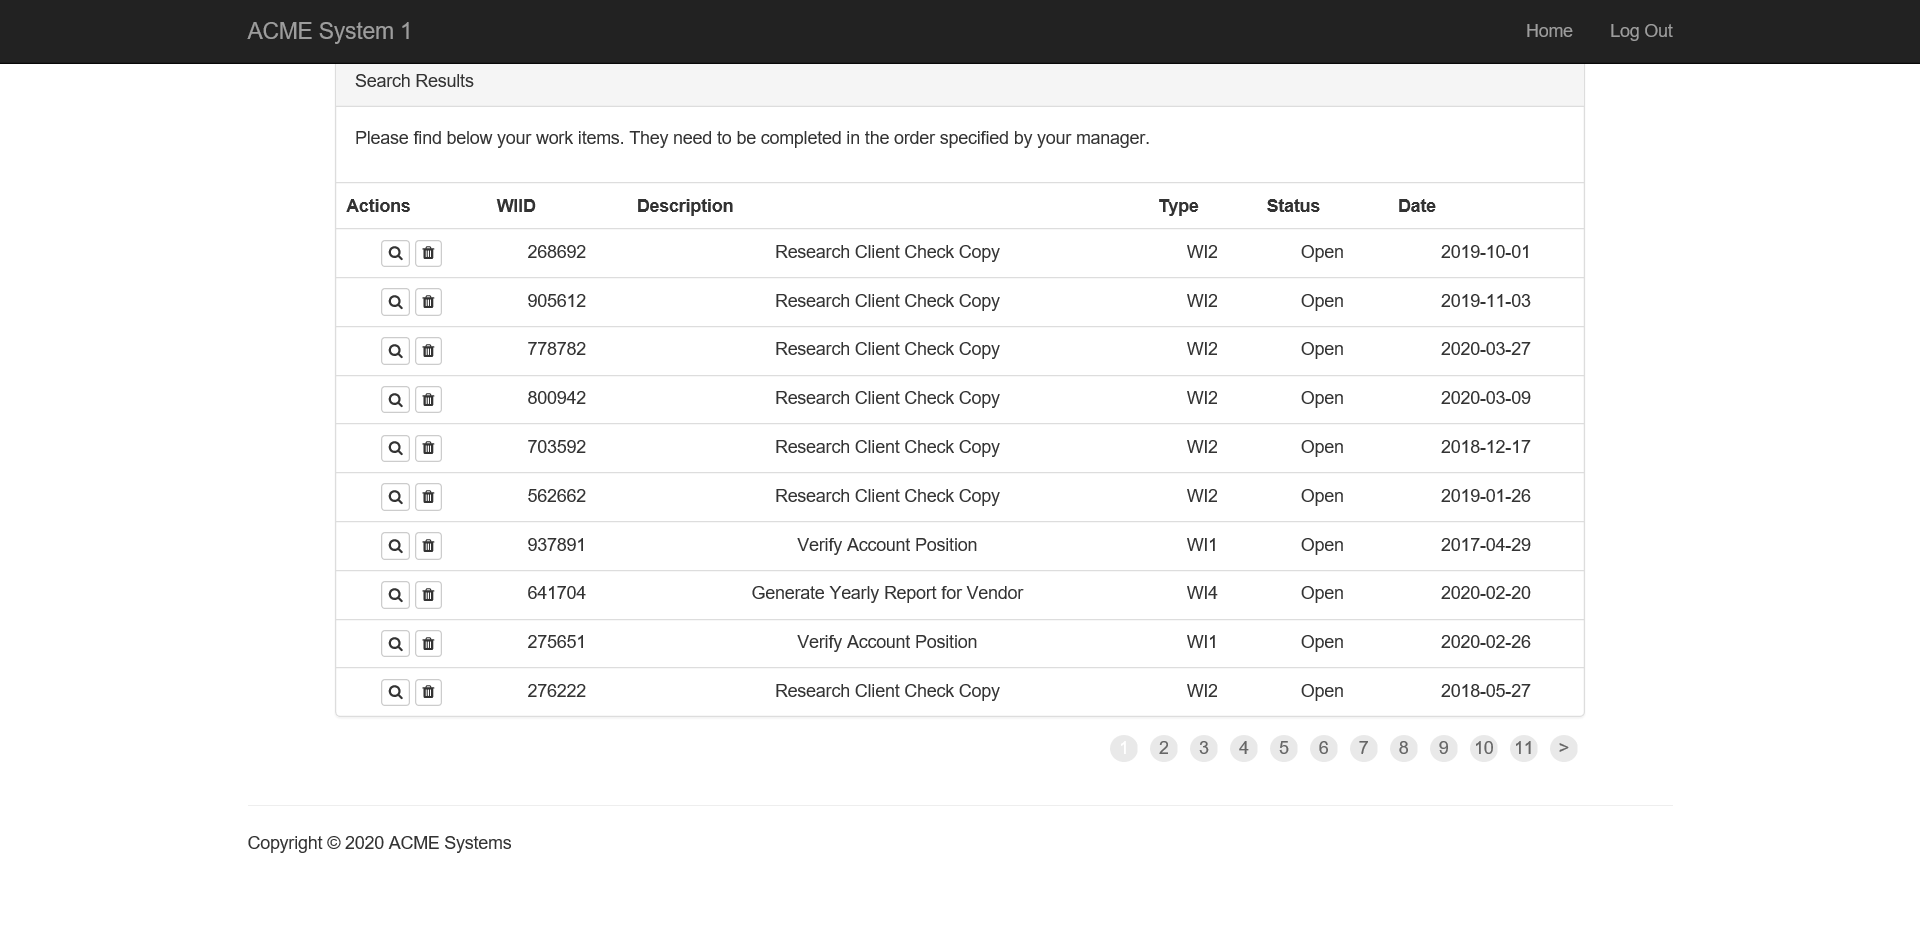 ACME System 1 Home Log Out
Search Results
Please find below your work items. They need to be completed in the order specified by your manager.
Actions WIID Description Type Status Date
268692 Research Client Check Copy WI2 Open 2019-10-01
905612 Research Client Check Copy WI2 Open 2019-11-03
778782 Research Client Check Copy WI2 Open 2020-03-27
800942 Research Client Check Copy WI2 Open 2020-03-09
703592 Research Client Check Copy WI2 Open 2018-12-17
562662 Research Client Check Copy WI2 Open 2019-01-26
937891 Verify Account Position WI1 Open 2017-04-29
641704 Generate Yearly Report for Vendor WI4 Open 2020-02-20
275651 Verify Account Position WI1 Open 2020-02-26
276222 Research Client Check Copy WI2 Open 2018-05-27
1 2 3 4 5 6 7 8 9 10 11 >
Copyright © 2020 ACME Systems